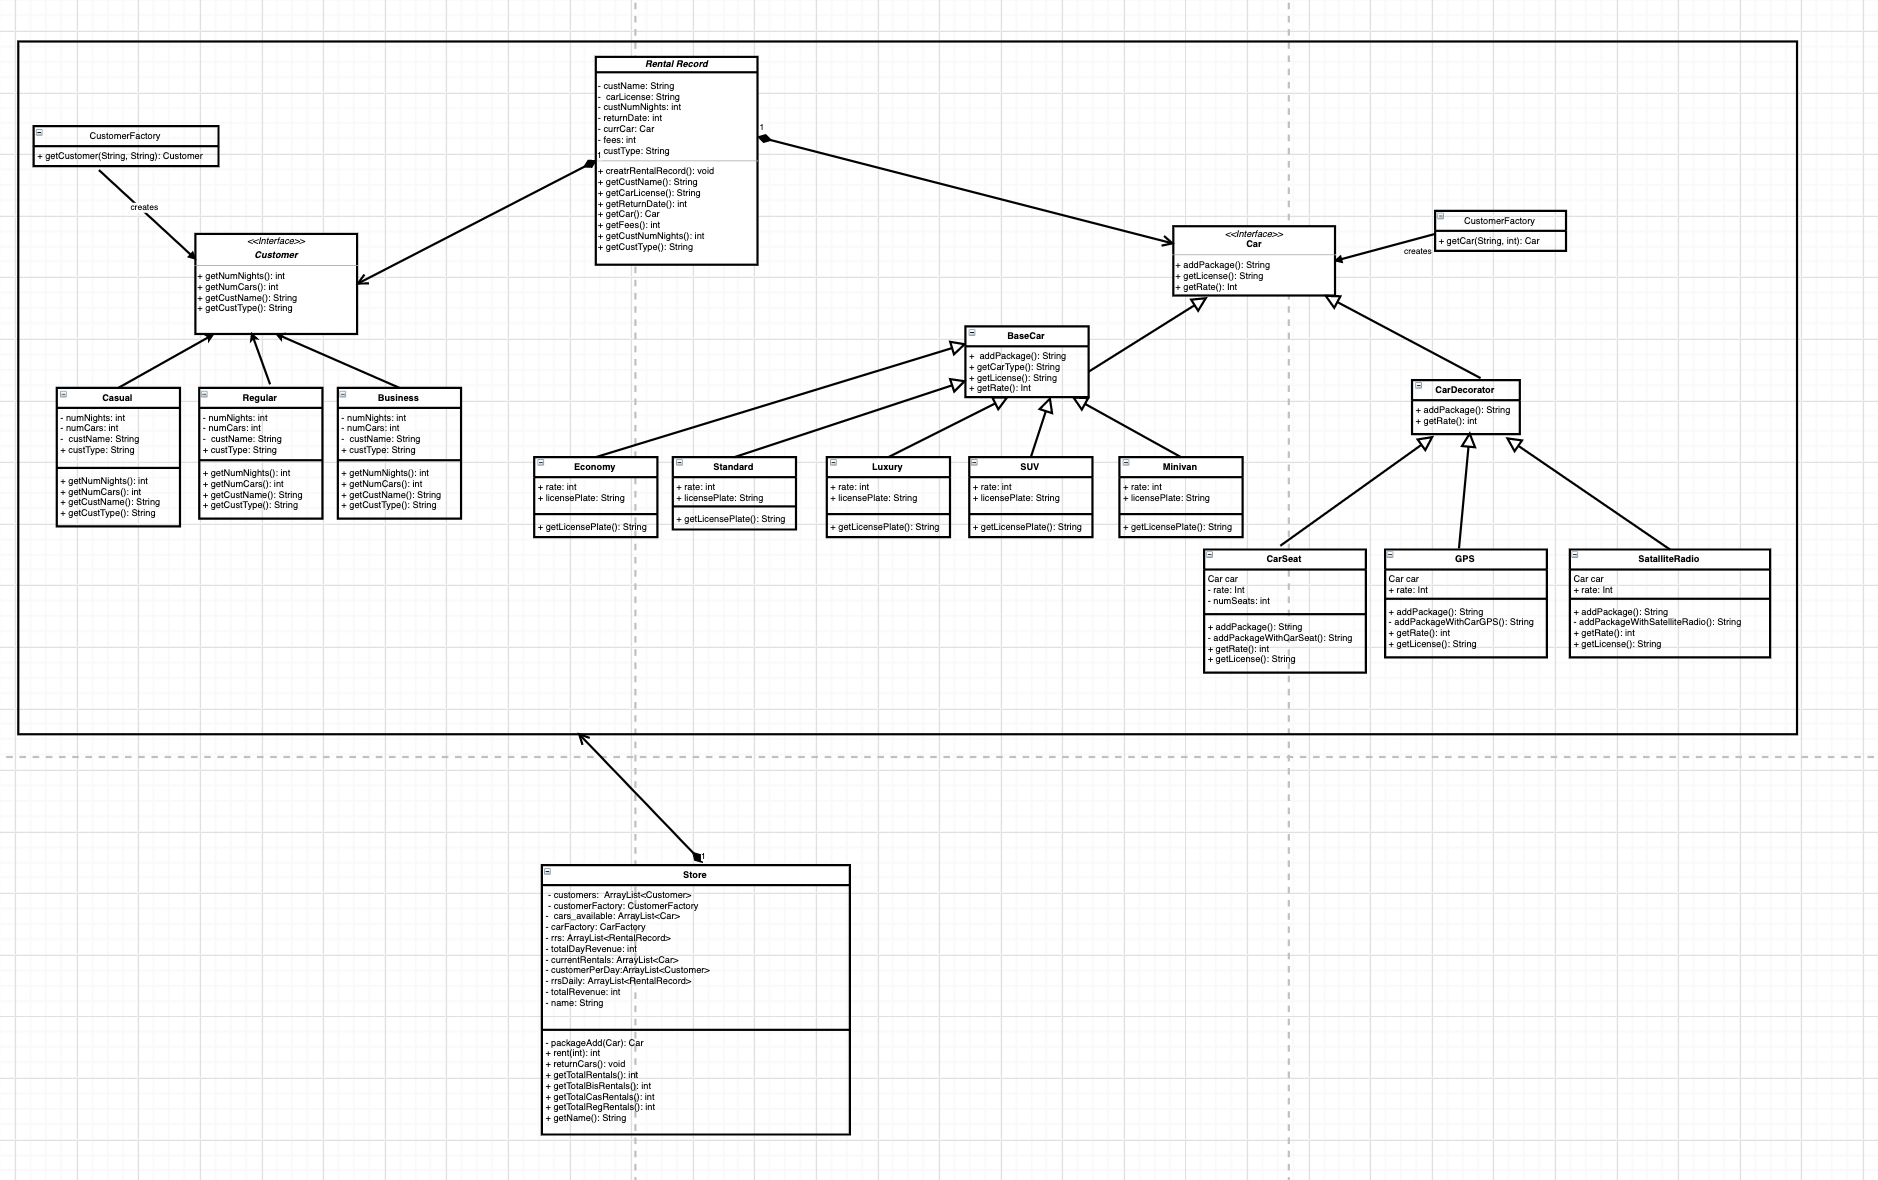 Rental Record
- custName: String
-  carLicense: String
- custNumNights: int
- returnDate: int
- currCar: Car
- fees: int
custType: String
+ creatrRentalRecord(): void
+ getCustName(): String
+ getCarLicense(): String
+ getReturnDate(): int
+ getCar(): Car
+ getFees(): int
+ getCustNumNights(): int
+ getCustType(): String
1
1
CustomerFactory
+ getCustomer(String, String): Customer
creates
<<Interface>>
Customer
+ getNumNights(): int
+ getNumCars(): int
+ getCustName(): String
+ getCustType(): String
Casual
- numNights: int
- numCars: int
-  custName: String
+ custType: String
+ getNumNights(): int
+ getNumCars(): int
+ getCustName(): String
+ getCustType(): String
Regular
- numNights: int
- numCars: int
-  custName: String
+ custType: String
+ getNumNights(): int
+ getNumCars(): int
+ getCustName(): String
+ getCustType(): String
Business
- numNights: int
- numCars: int
-  custName: String
+ custType: String
+ getNumNights(): int
+ getNumCars(): int
+ getCustName(): String
+ getCustType(): String
<<Interface>>
Car
+ addPackage(): String
+ getLicense(): String
+ getRate(): Int
CustomerFactory
+ getCar(String, int): Car
creates
BaseCar
+  addPackage(): String
+ getCarType(): String
+ getLicense(): String
+ getRate(): Int
CarDecorator
+ addPackage(): String
+ getRate(): int
Economy
+ rate: int
+ licensePlate: String
+ getLicensePlate(): String
Standard
+ rate: int
+ licensePlate: String
+ getLicensePlate(): String
Luxury
+ rate: int
+ licensePlate: String
+ getLicensePlate(): String
SUV
+ rate: int
+ licensePlate: String
+ getLicensePlate(): String
Minivan
+ rate: int
+ licensePlate: String
+ getLicensePlate(): String
CarSeat
Car car
- rate: Int
- numSeats: int
+ addPackage(): String
- addPackageWithCarSeat(): String
+ getRate(): int
+ getLicense(): String
GPS
Car car
+ rate: Int
+ addPackage(): String
- addPackageWithCarGPS(): String
+ getRate(): int
+ getLicense(): String
SatalliteRadio
Car car
+ rate: Int
+ addPackage(): String
- addPackageWithSatelliteRadio(): String
+ getRate(): int
+ getLicense(): String
1
Store
- customers:  ArrayList<Customer>
- customerFactory: CustomerFactory
-  cars_available: ArrayList<Car>
- carFactory: CarFactory
- rrs: ArrayList<RentalRecord>
- totalDayRevenue: int
- currentRentals: ArrayList<Car>
- customerPerDay:ArrayList<Customer>
- rrsDaily: ArrayList<RentalRecord>
- totalRevenue: int
- name: String
- packageAdd(Car): Car
+ rent(int): int
+ returnCars(): void
+ getTotalRentals(): int
+ getTotalBisRentals(): int
+ getTotalCasRentals(): int
+ getTotalRegRentals(): int
+ getName(): String